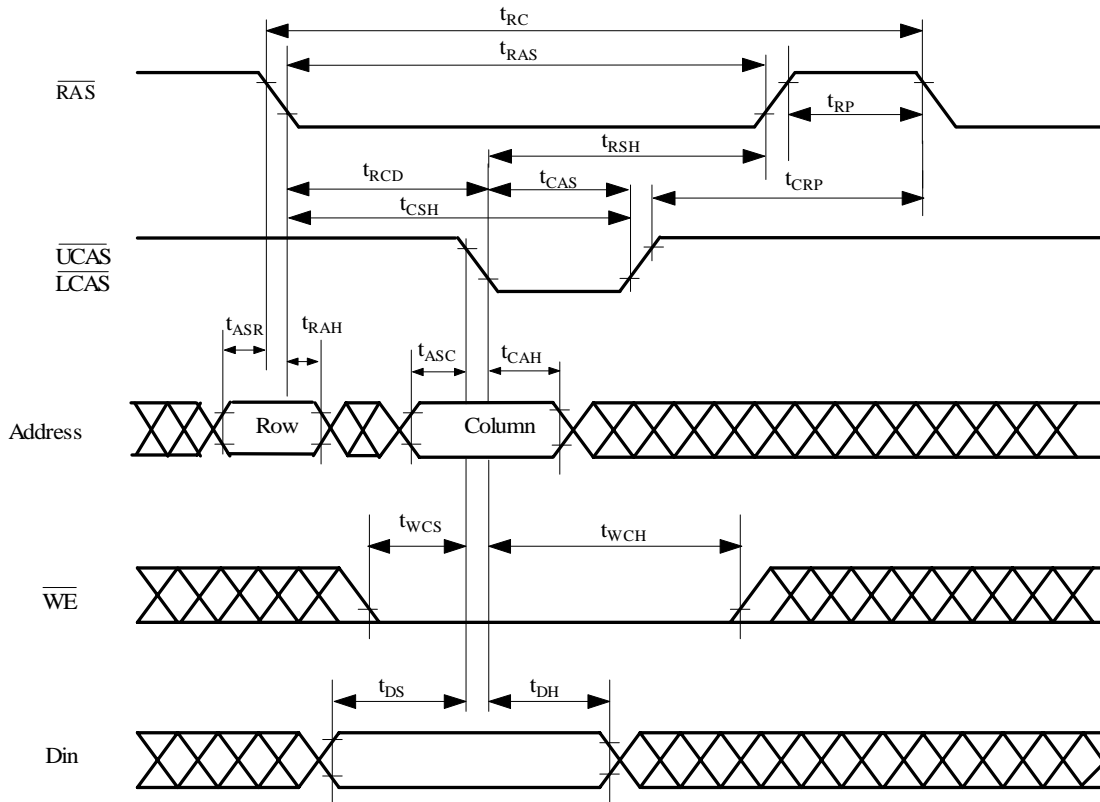 tRC
tRAS
RAS
tRP
tRSH
tRCD
tCAS
tCRP
tCSH
UCAS
LCAS
tASR
tRAH
tASC
tCAH
Address
Row
Column
tWCS
tWCH
WE
tDS
tDH
Din